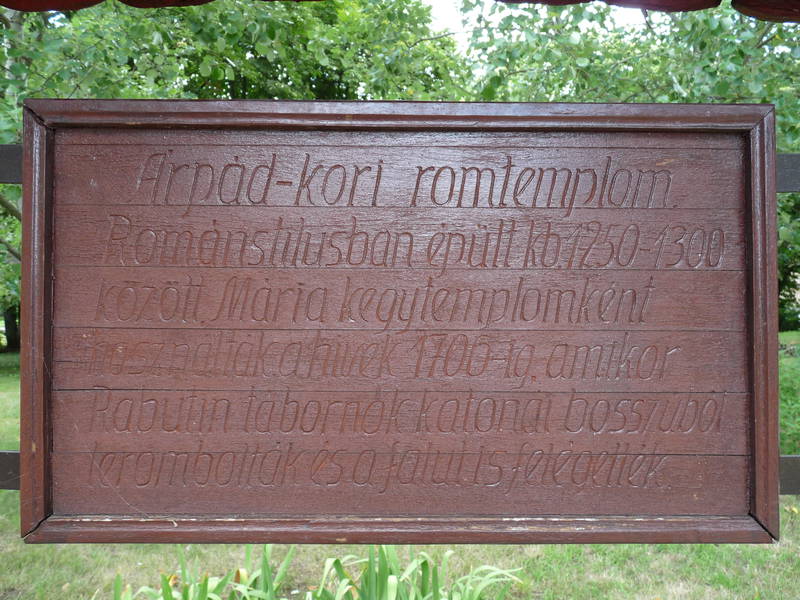 Árpád-kori romtemplom.
Románstílusban épült kb.1250-1300
között. Mária kegytemplomként
használták a hívek 1700-ig, amikor
Rabutin tábornok katonái bosszúból
lerombolták és a falut is felégették.